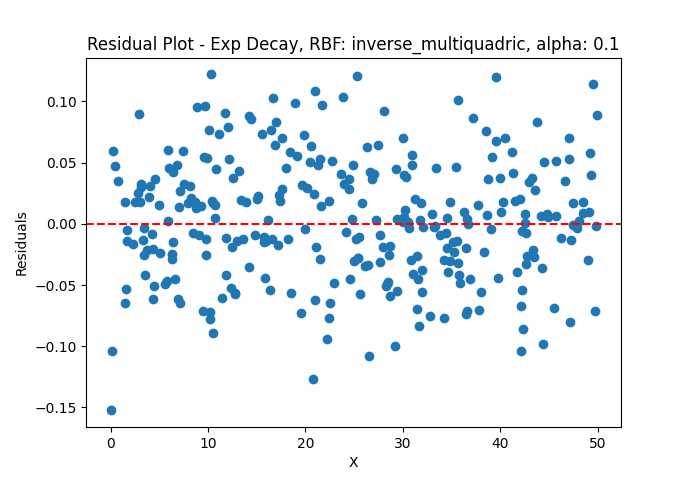 Residual Plot - Exp Decay, RBF: inverse_multiquadric, alpha: 0.1
0.10
0.05
0.00
−0.05
−0.10
−0.15
Residuals
0 10 20 30 40 50
X